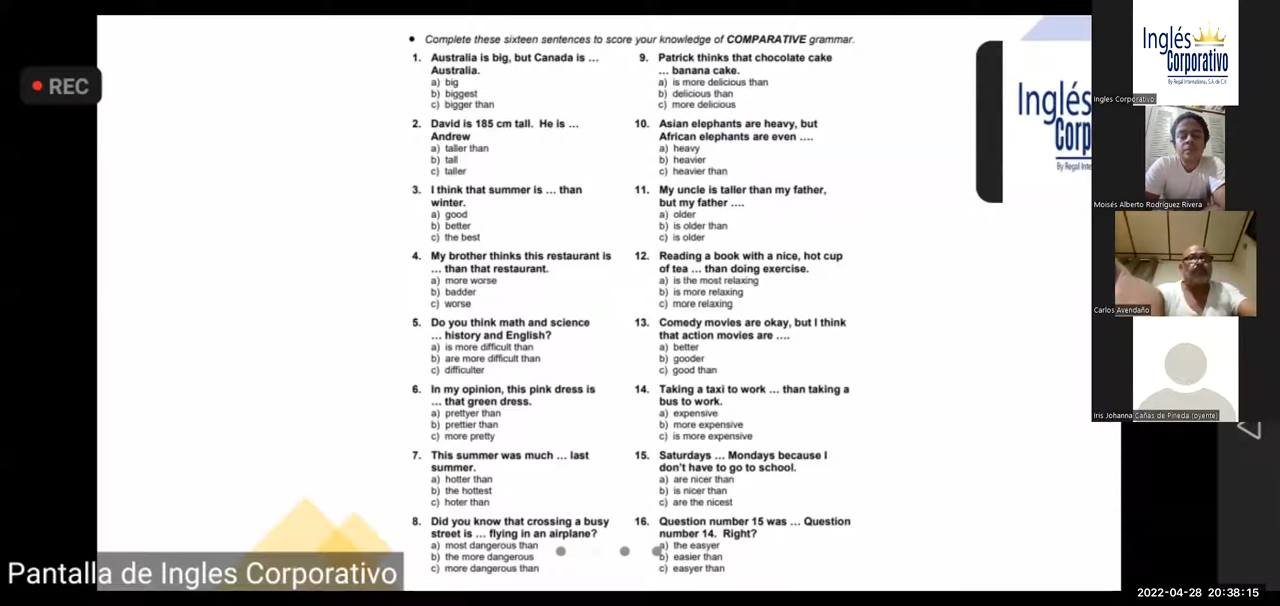 • Complete these sixteen sentences to score your knowledge of COMPARATIVE grammar.
1. Australia is big, but Canada is ...
Australia.
a) big
b) biggest
c) bigger than
2. David is 185 cm tall. He is ...
Andrew
a) taller than
b) tall
c) taller
3. I think that summer is ... than
winter.
a) good
b) better
c) the best
4. My brother thinks this restaurant is
... than that restaurant.
a) more worse
b) badder
c) worse
5. Do you think math and science
... history and English?
a) is more difficult than
b) are more difficult than
c) difficulter
6. In my opinion, this pink dress is
... that green dress.
a) prettyer than
b) prettier than
c) more pretty
7. This summer was much ... last
summer.
a) hotter than
b) the hottest
c) hoter than
8. Did you know that crossing a busy
street is ... flying in an airplane?
a) most dangerous than
b) the more dangerous
c) more dangerous than
9. Patrick thinks that chocolate cake
... banana cake.
a) is more delicious than
b) delicious than
c) more delicious
10. Asian elephants are heavy, but
African elephants are even ....
a) heavy
b) heavier
c) heavier than
11. My uncle is taller than my father,
but my father ....
a) older
b) is older than
c) is older
12. Reading a book with a nice, hot cup
of tea ... than doing exercise.
a) is the most relaxing
b) is more relaxing
c) more relaxing
13. Comedy movies are okay, but I think
that action movies are ....
a) better
b) gooder
c) good than
14. Taking a taxi to work ... than taking a
bus to work.
a) expensive
b) more expensive
c) is more expensive
15. Saturdays ... Mondays because I
don't have to go to school.
a) are nicer than
b) is nicer than
c) are the nicest
16. Question number 15 was ... Question
number 14. Right?
a) the easyer
b) easier than
c) easyer than
REC
Inglés
Corp
By Regal Inte
Inglés
Corporativo
By Regal International, S.A. de C.V.
Ingles Corporativo
Moisés Alberto Rodríguez Rivera
Carlos Avendaño
Iris Johanna Cañas de Pineda (oyente)
Pantalla de Ingles Corporativo
2022-04-28 20:38:15